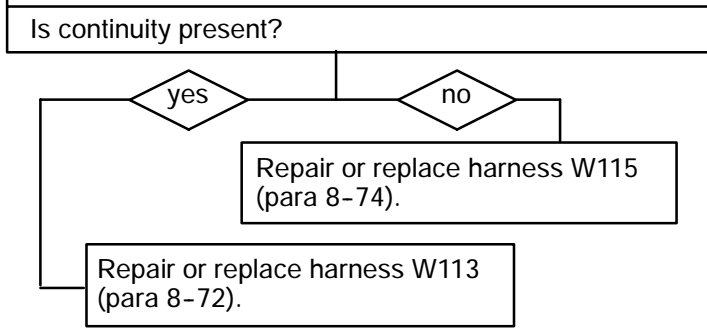 Is continuity present?
yes
no
Repair or replace harness W115
(para 8-74).
Repair or replace harness W113
(para 8-72).